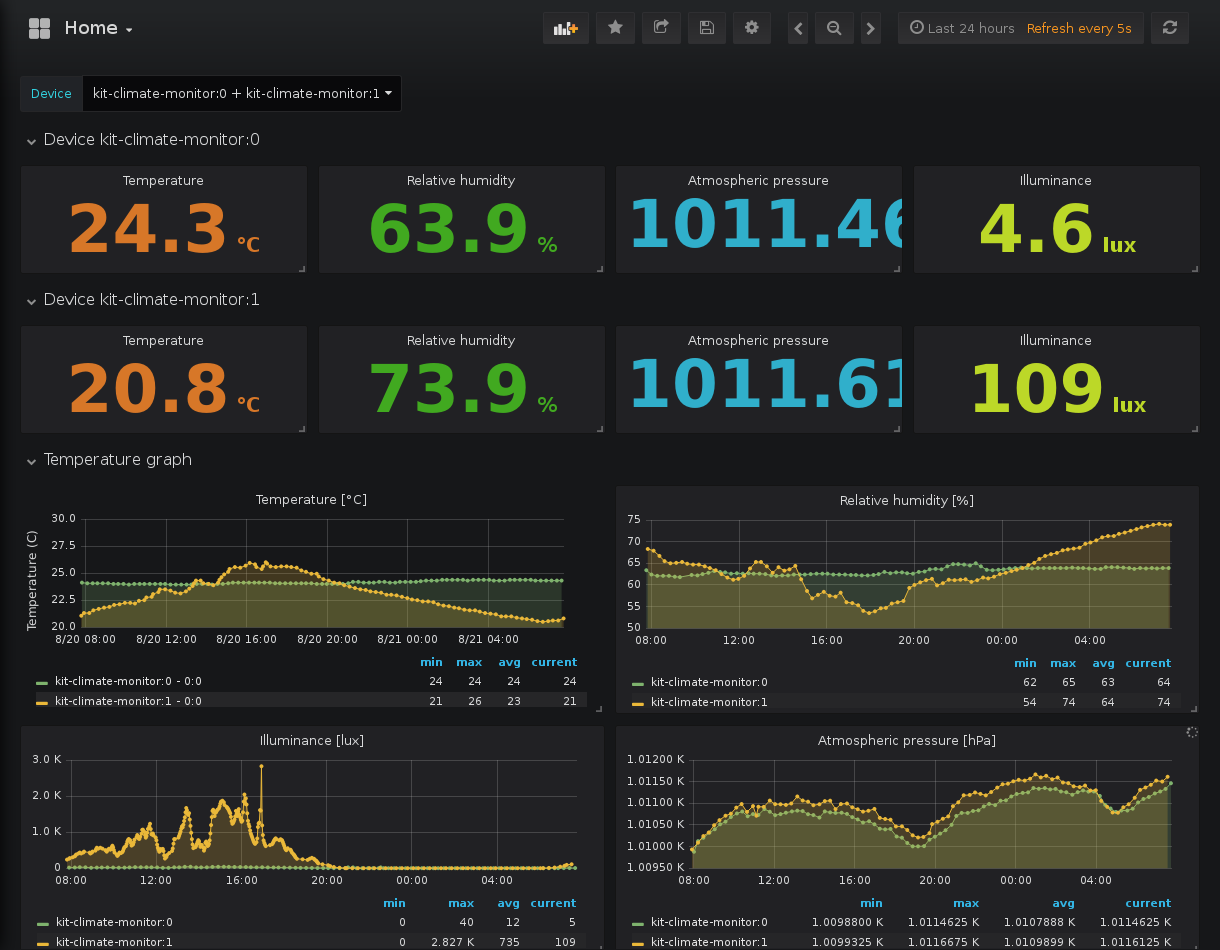 Home
Last 24 hours Refresh every 5s
Device kit-climate-monitor:0 + kit-climate-monitor:1
Device kit-climate-monitor:0
Temperature Relative humidity Atmospheric pressure Illuminance
24.3 °C 63.9 % 1011.46 4.6 lux
Device kit-climate-monitor:1
Temperature Relative humidity Atmospheric pressure Illuminance
20.8 °C 73.9 % 1011.61 109 lux
Temperature graph
Temperature [°C]
Temperature (C)
30.0
27.5
25.0
22.5
20.0
8/20 08:00 8/20 12:00 8/20 16:00 8/20 20:00 8/21 00:00 8/21 04:00
min max avg current
kit-climate-monitor:0 - 0:0 24 24 24 24
kit-climate-monitor:1 - 0:0 21 26 23 21
Relative humidity [%]
75
70
65
60
55
50
08:00 12:00 16:00 20:00 00:00 04:00
min max avg current
kit-climate-monitor:0 62 65 63 64
kit-climate-monitor:1 54 74 64 74
Illuminance [lux]
3.0 K
2.0 K
1.0 K
0
08:00 12:00 16:00 20:00 00:00 04:00
min max avg current
kit-climate-monitor:0 0 40 12 5
kit-climate-monitor:1 0 2.827 K 735 109
Atmospheric pressure [hPa]
1.01200 K
1.01150 K
1.01100 K
1.01050 K
1.01000 K
1.00950 K
08:00 12:00 16:00 20:00 00:00 04:00
min max avg current
kit-climate-monitor:0 1.0098800 K 1.0114625 K 1.0107888 K 1.0114625 K
kit-climate-monitor:1 1.0099325 K 1.0116675 K 1.0109899 K 1.0116125 K